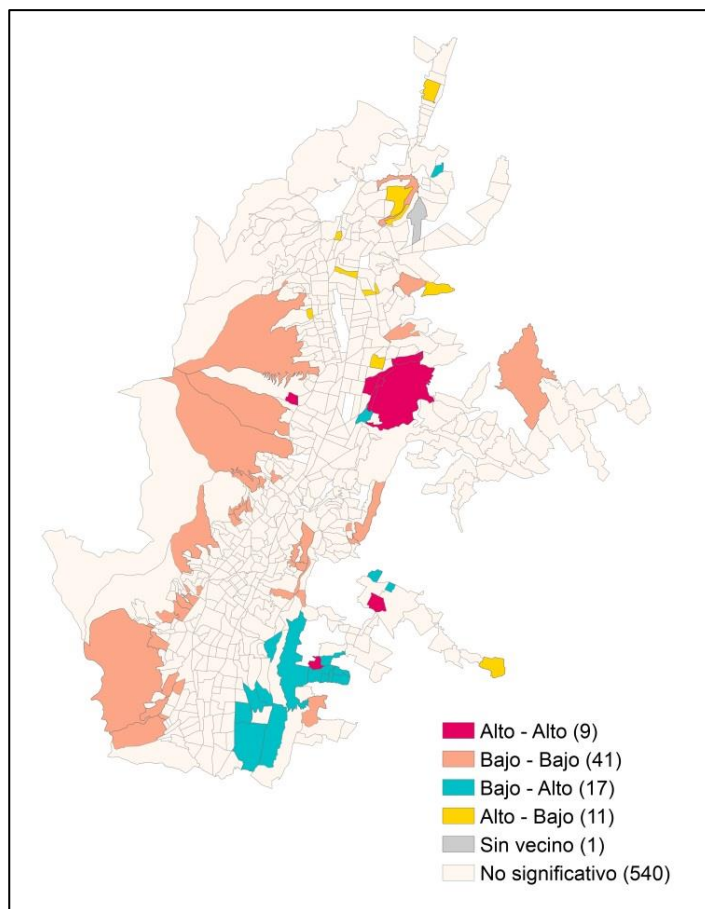 Alto - Alto (9)
Bajo - Bajo (41)
Bajo - Alto (17)
Alto - Bajo (11)
Sin vecino (1)
No significativo (540)